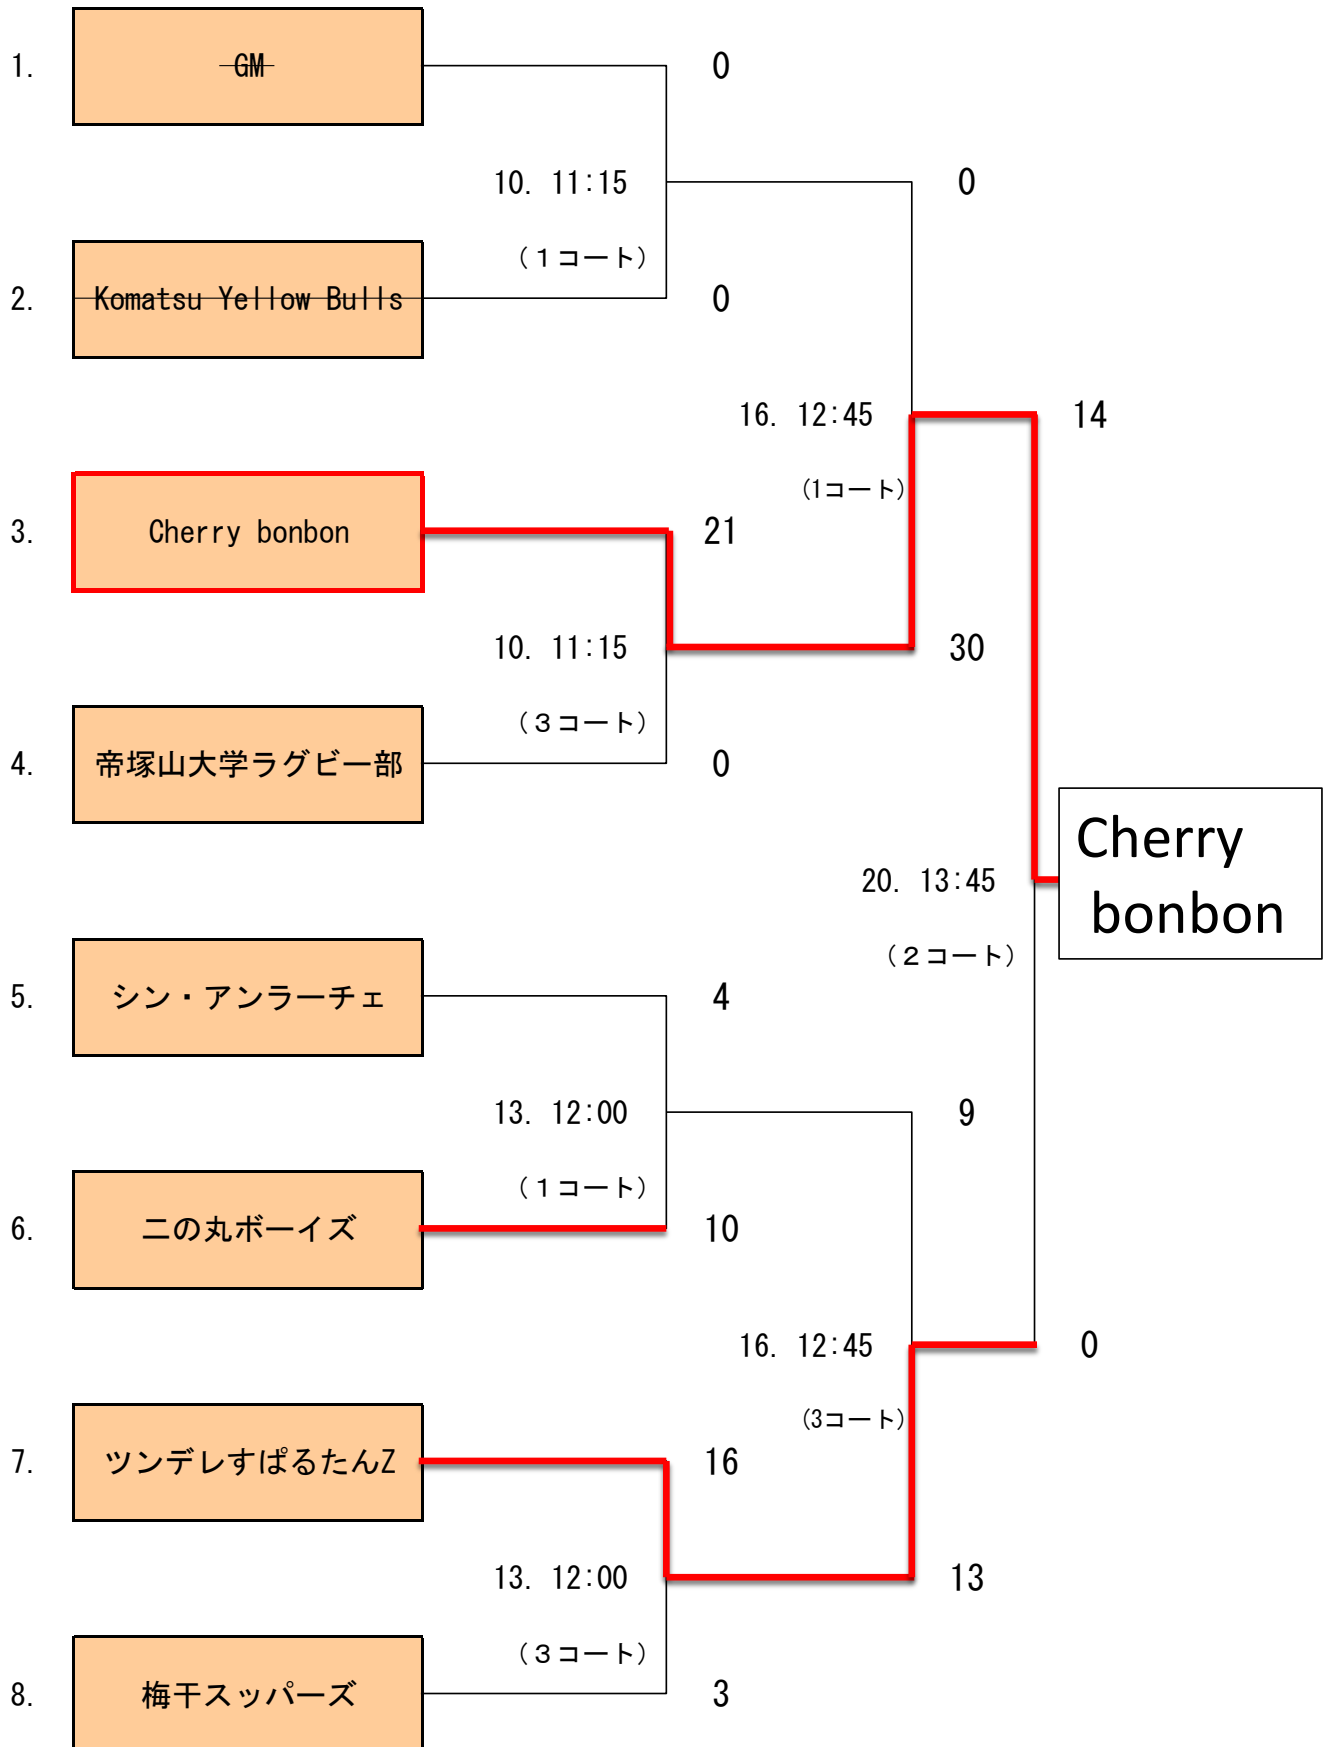 1. GM 0
10. 11:15 0
（１コート）
2. Komatsu Yellow Bulls 0
16. 12:45 14
(1コート)
3. Cherry bonbon 21
10. 11:15 30
（３コート）
4. 帝塚山大学ラグビー部 0
Cherry
20. 13:45
bonbon
（２コート）
5. シン・アンラーチェ 4
13. 12:00 9
（１コート）
6. 二の丸ボーイズ 10
16. 12:45 0
(3コート)
7. ツンデレすぱるたんZ 16
13. 12:00 13
（３コート）
8. 梅干スッパーズ 3